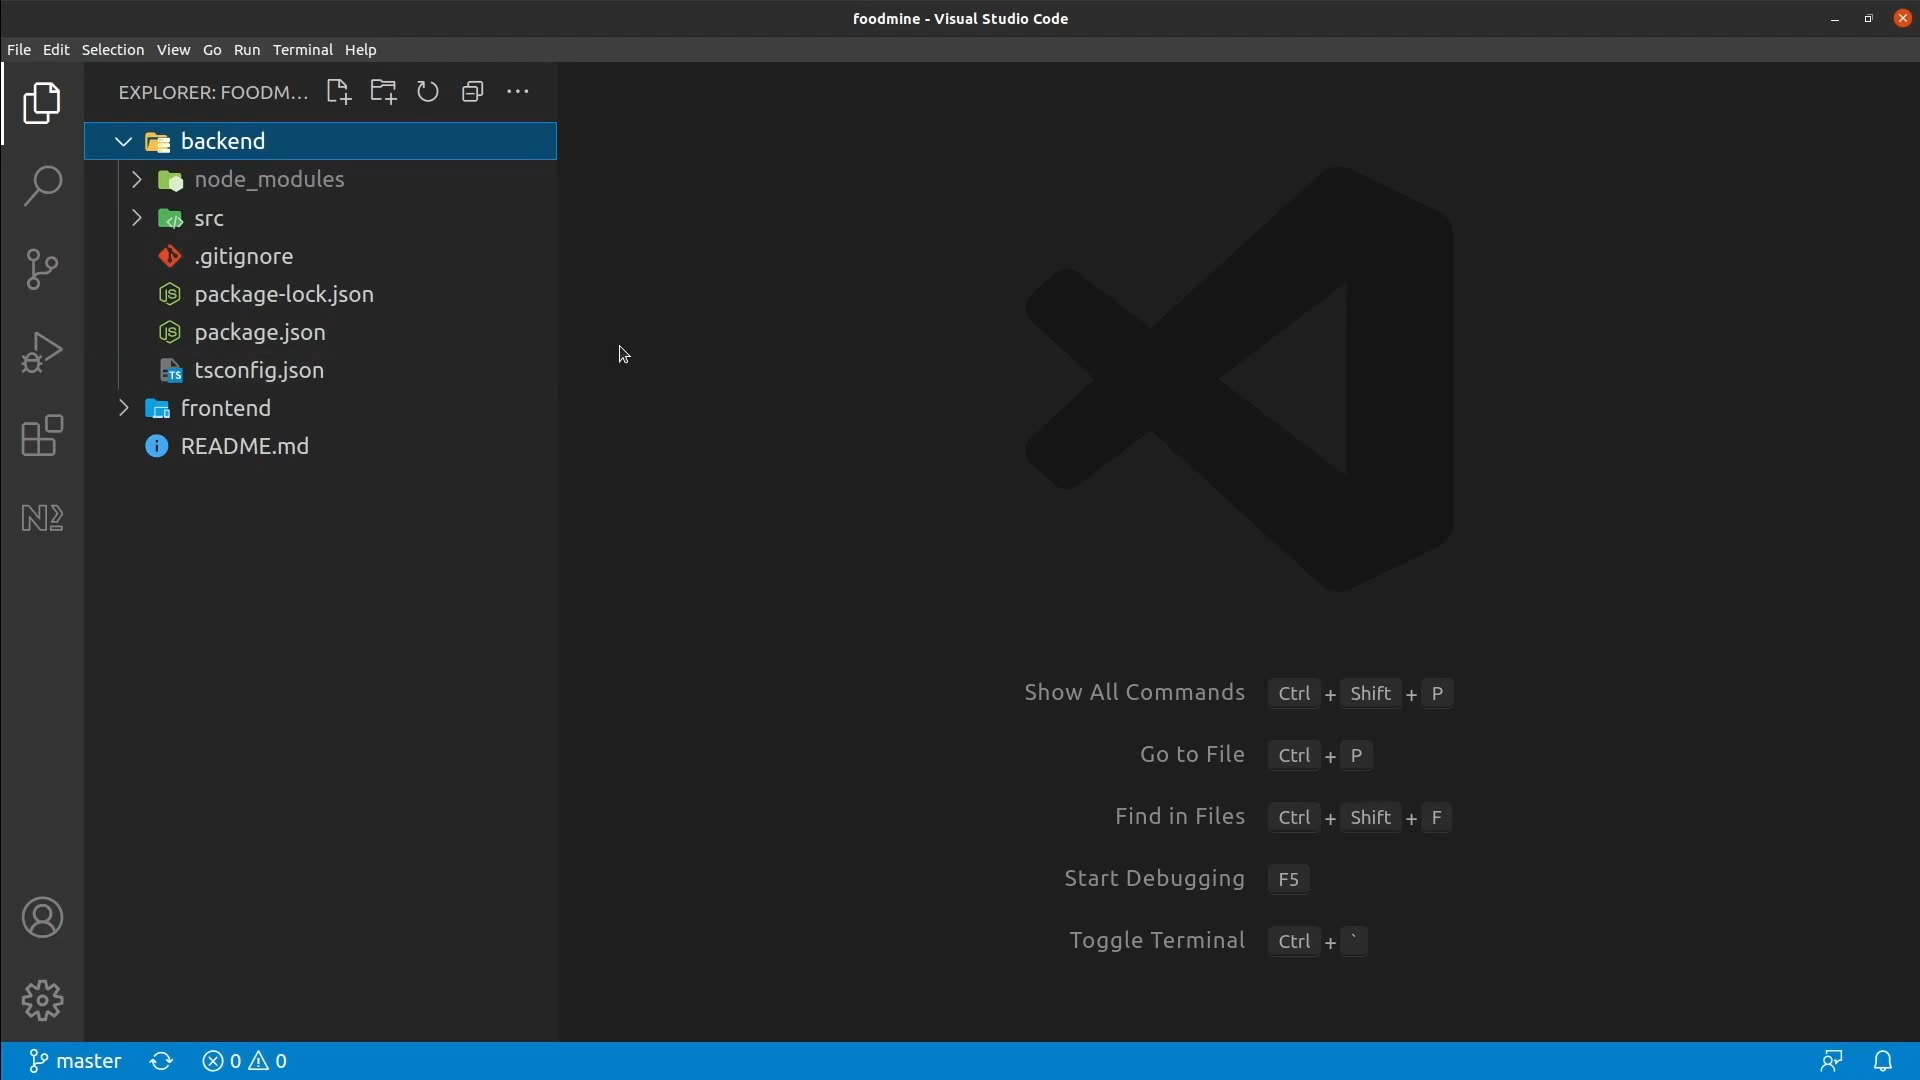 foodmine - Visual Studio Code
File Edit Selection View Go Run Terminal Help
EXPLORER: FOODM...
backend
node_modules
src
.gitignore
package-lock.json
package.json
tsconfig.json
frontend
README.md
Show All Commands Ctrl + Shift + P
Go to File Ctrl + P
Find in Files Ctrl + Shift + F
Start Debugging F5
Toggle Terminal Ctrl + `
master 0 0